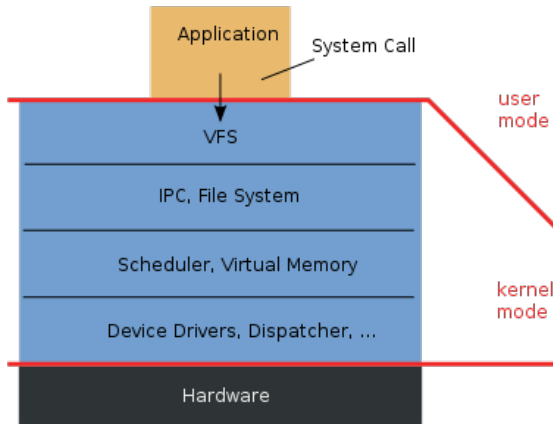 Application
System Call
user
mode
VFS
IPC, File System
Scheduler, Virtual Memory
kernel
mode
Device Drivers, Dispatcher, ...
Hardware